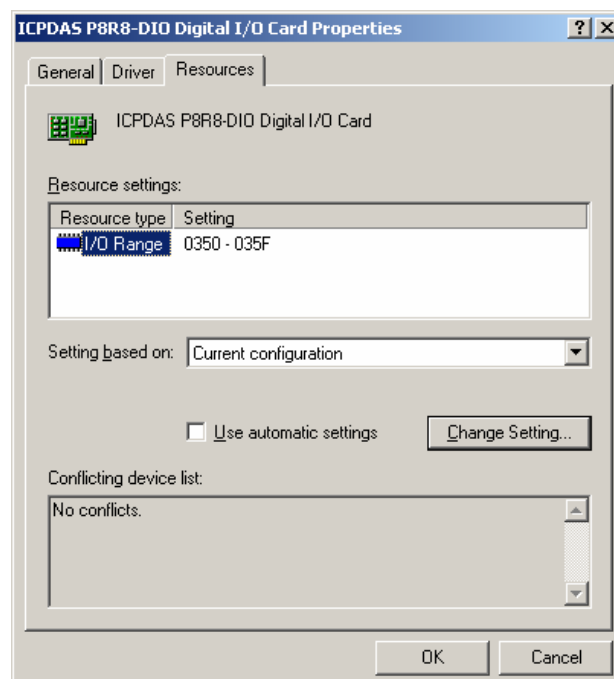 ICPDAS P8R8-DIO Digital I/O Card Properties
General Driver Resources
ICPDAS P8R8-DIO Digital I/O Card
Resource settings:
Resource type Setting
I/O Range 0350 - 035F
Setting based on: Current configuration
Use automatic settings Change Setting...
Conflicting device list:
No conflicts.
OK Cancel